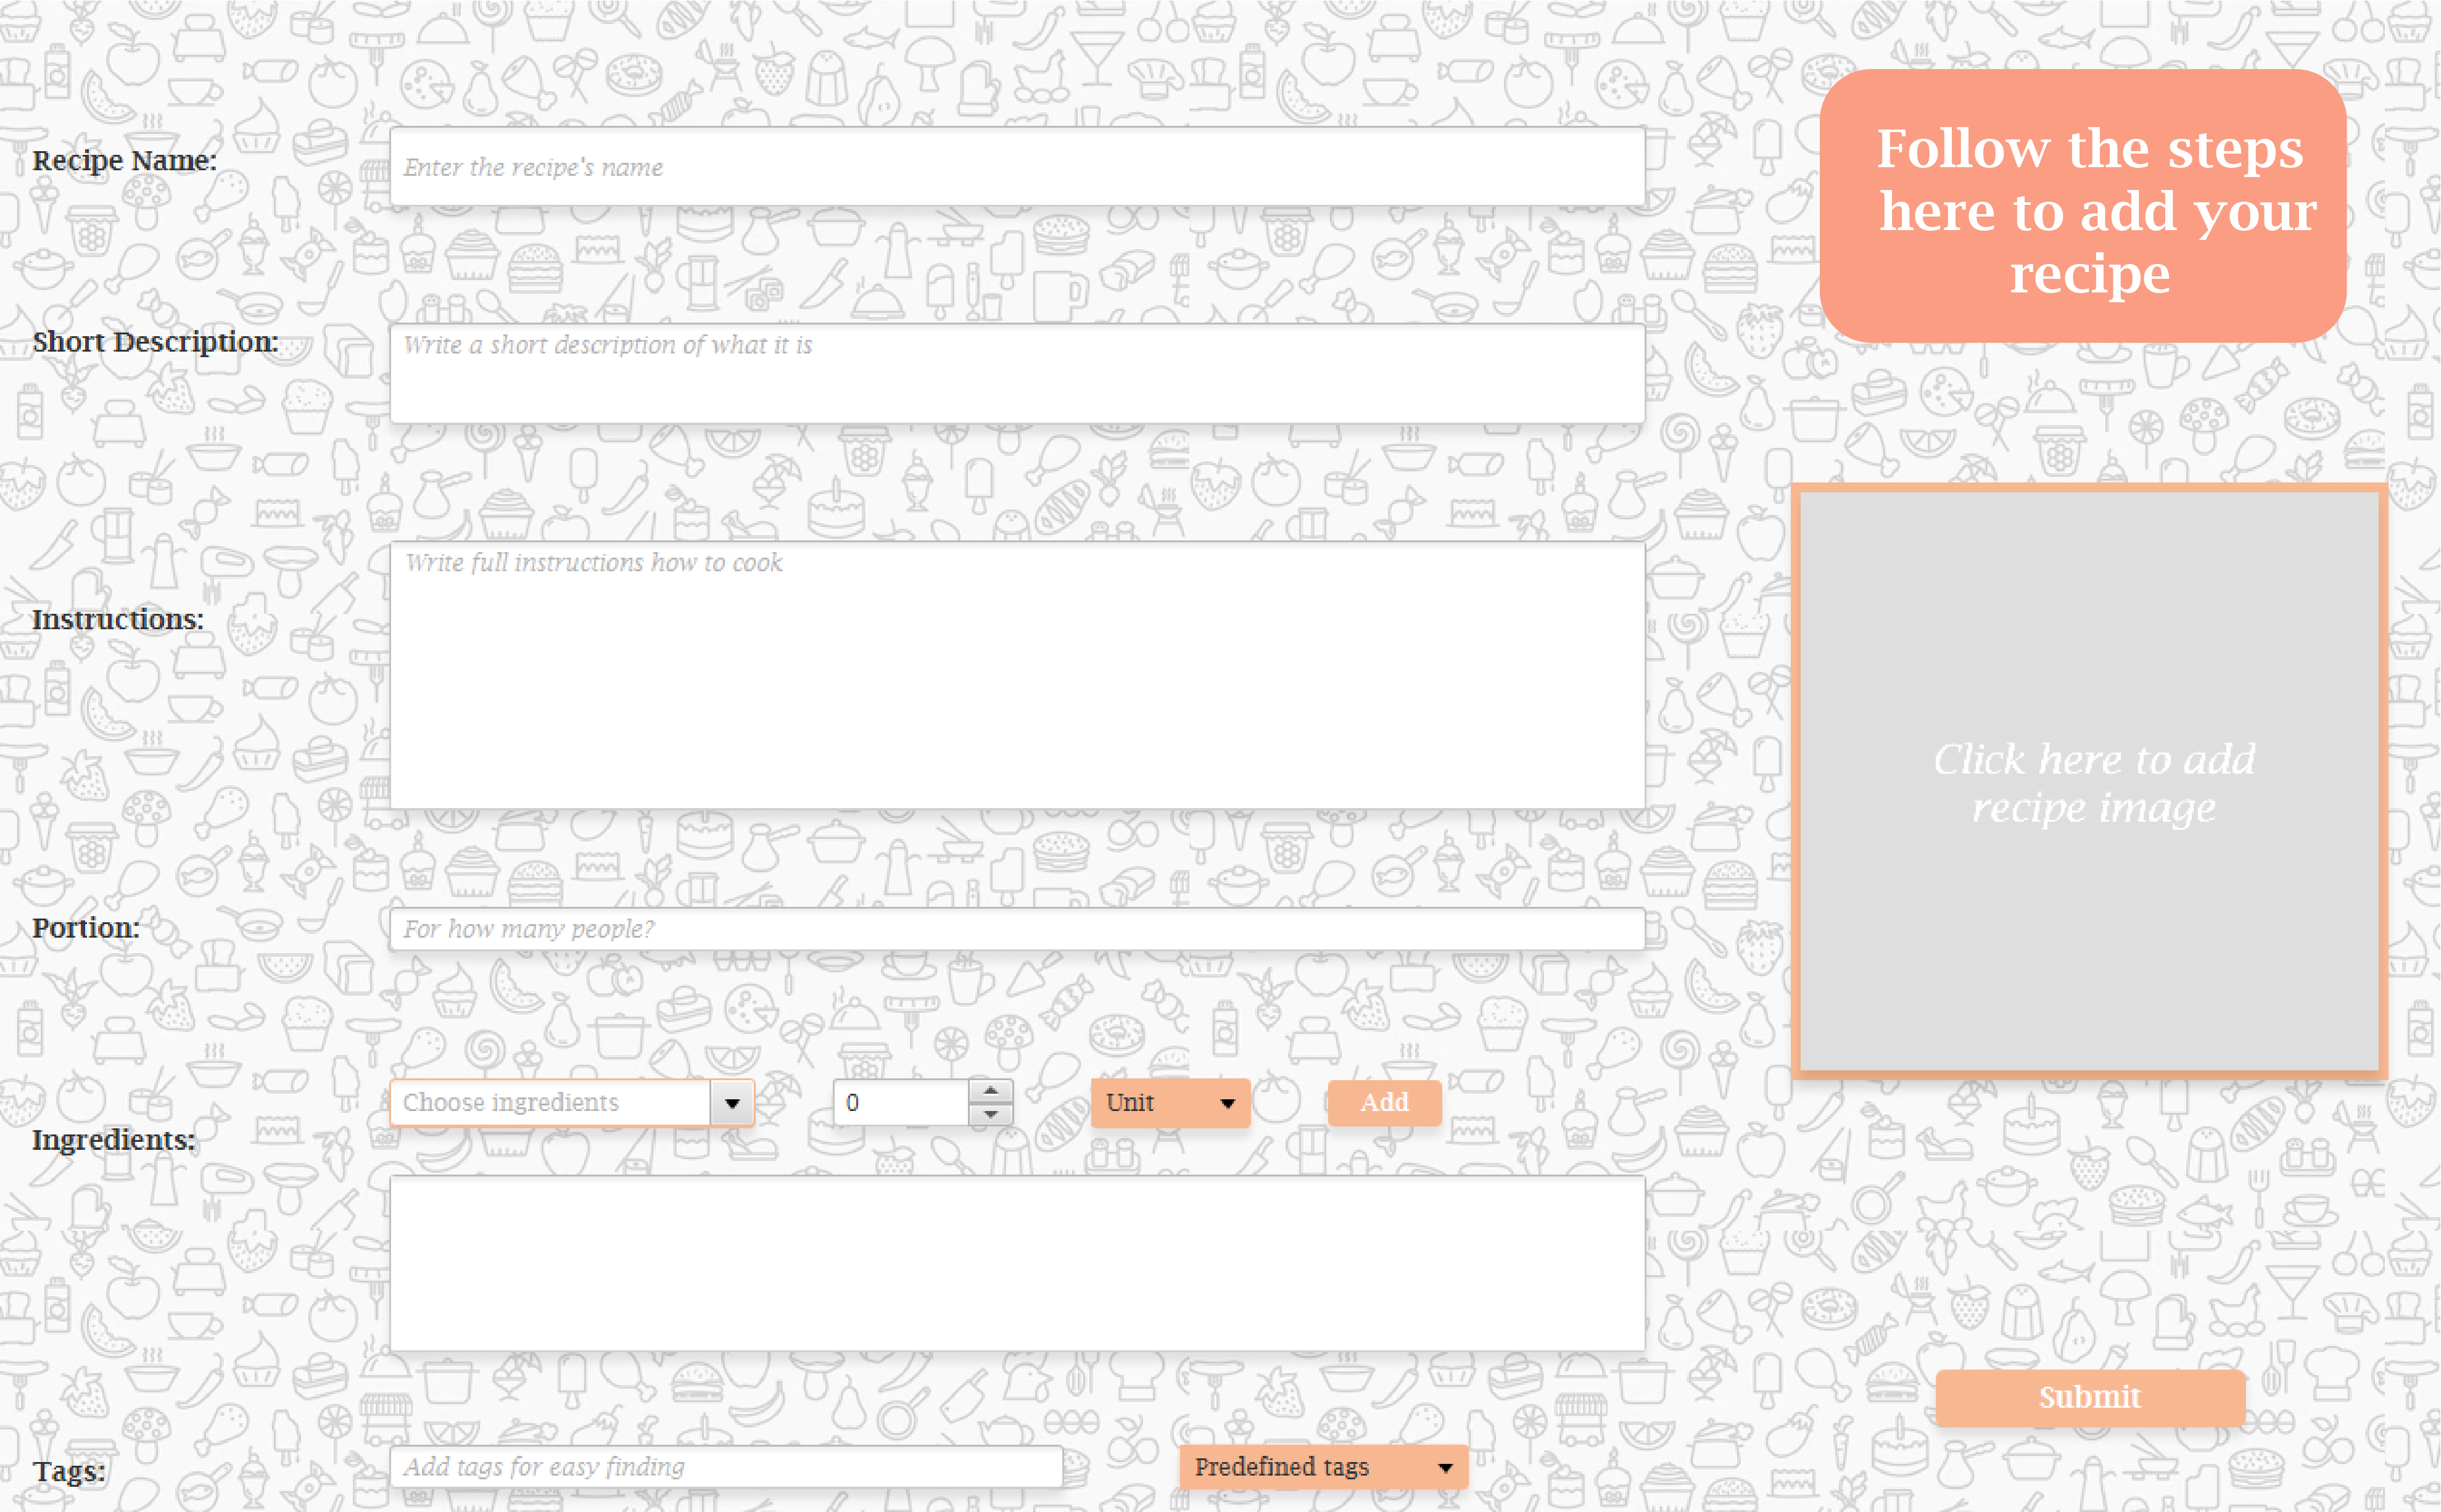 Follow the steps
here to add your
recipe
Recipe Name:
Enter the recipe's name
Short Description:
Write a short description of what it is
Instructions:
Write full instructions how to cook
Click here to add
recipe image
Portion:
For how many people?
Ingredients:
Choose ingredients
0
Unit
Add
Tags:
Add tags for easy finding
Predefined tags
Submit